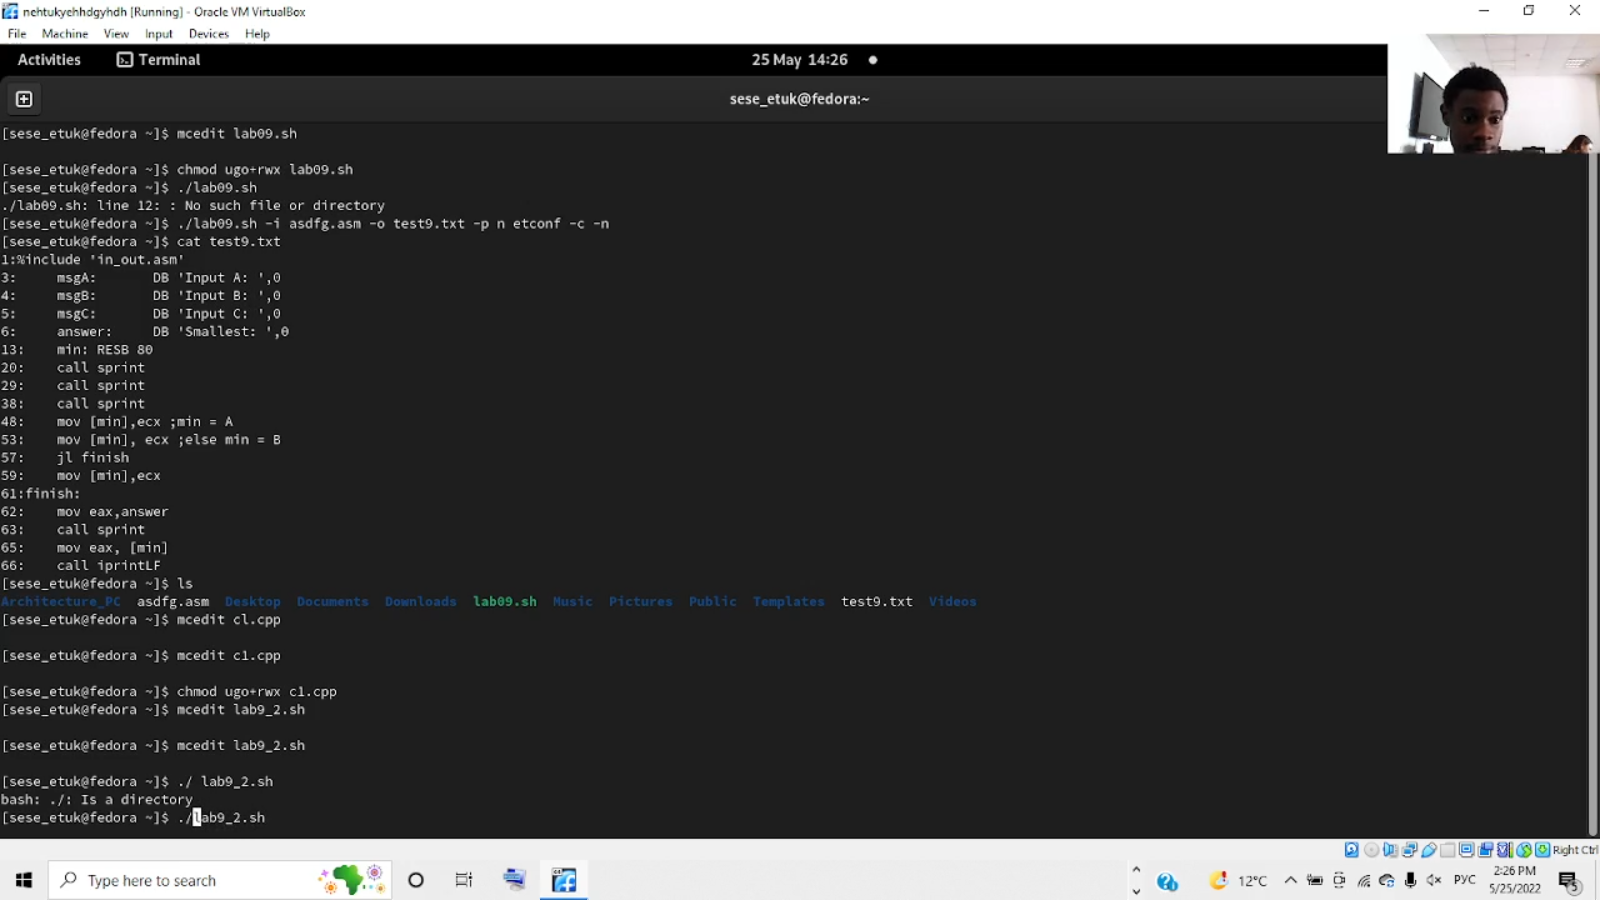 nehtukyehhdgyhdh [Running] - Oracle VM VirtualBox
File Machine View Input Devices Help
Activities Terminal 25 May 14:26
sese_etuk@fedora:~
[sese_etuk@fedora ~]$ mcedit lab09.sh
[sese_etuk@fedora ~]$ chmod ugo+rwx lab09.sh
[sese_etuk@fedora ~]$ ./lab09.sh
./lab09.sh: line 12: : No such file or directory
[sese_etuk@fedora ~]$ ./lab09.sh -i asdfg.asm -o test9.txt -p n etconf -c -n
[sese_etuk@fedora ~]$ cat test9.txt
1:%include 'in_out.asm'
3: msgA: DB 'Input A: ',0
4: msgB: DB 'Input B: ',0
5: msgC: DB 'Input C: ',0
6: answer: DB 'Smallest: ',0
13: min: RESB 80
20: call sprint
29: call sprint
38: call sprint
48: mov [min],ecx ;min = A
53: mov [min], ecx ;else min = B
57: jl finish
59: mov [min],ecx
61:finish:
62: mov eax,answer
63: call sprint
65: mov eax, [min]
66: call iprintLF
[sese_etuk@fedora ~]$ ls
Architecture_PC asdfg.asm Desktop Documents Downloads lab09.sh Music Pictures Public Templates test9.txt Videos
[sese_etuk@fedora ~]$ mcedit cl.cpp
[sese_etuk@fedora ~]$ mcedit c1.cpp
[sese_etuk@fedora ~]$ chmod ugo+rwx c1.cpp
[sese_etuk@fedora ~]$ mcedit lab9_2.sh
[sese_etuk@fedora ~]$ mcedit lab9_2.sh
[sese_etuk@fedora ~]$ ./ lab9_2.sh
bash: ./: Is a directory
[sese_etuk@fedora ~]$ ./lab9_2.sh
Right Ctrl
Type here to search
12°C
РУС
2:26 PM
5/25/2022
5